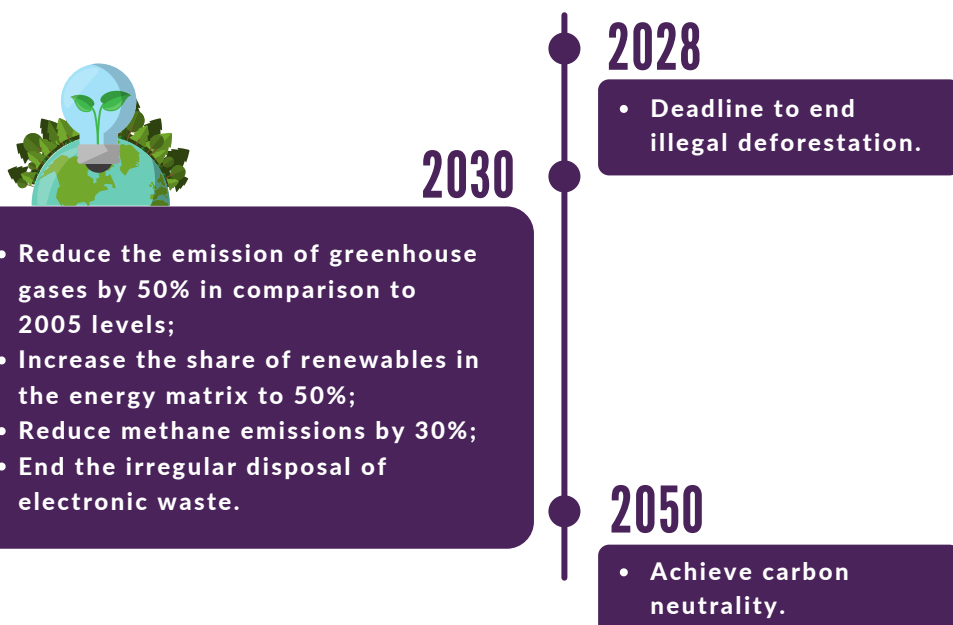 2028
• Deadline to end
illegal deforestation.
2030
• Reduce the emission of greenhouse
gases by 50% in comparison to
2005 levels;
• Increase the share of renewables in
the energy matrix to 50%;
• Reduce methane emissions by 30%;
• End the irregular disposal of
electronic waste.
2050
• Achieve carbon
neutrality.